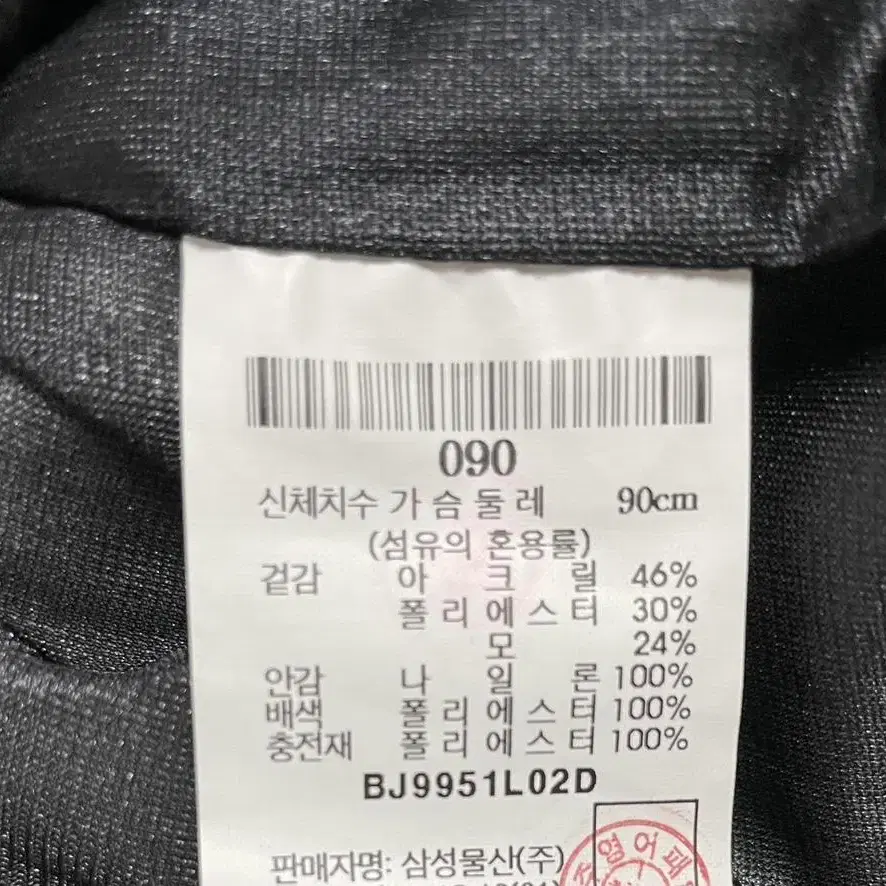 090
신체치수 가 슴 둘 레 90cm
(섬유의 혼용률)
겉감 아 크 릴 46%
폴 리 에 스 터 30%
모 24%
안감 나 일 론 100%
배색 폴 리 에 스 터 100%
충전재 폴 리 에 스 터 100%
BJ9951L02D
판매자명: 삼성물산(주)